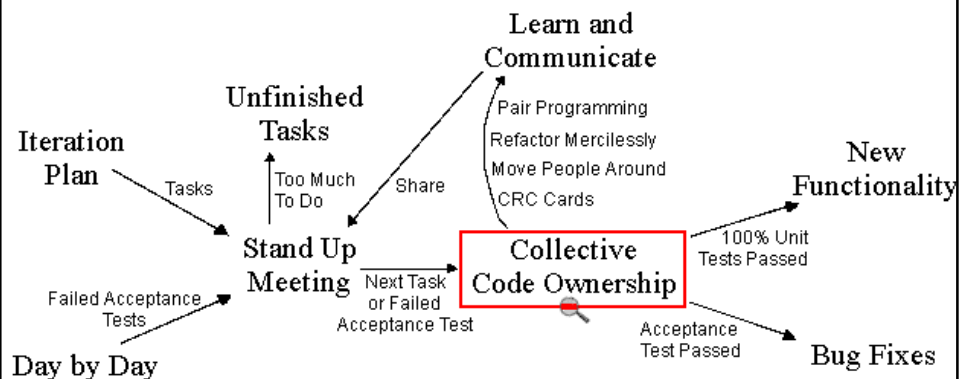 Learn and
Communicate
Unfinished
Tasks
Pair Programming
Refactor Mercilessly
Move People Around
CRC Cards
Iteration
Plan
Tasks
Too Much
To Do
Share
New
Functionality
Stand Up
Meeting
Collective
Code Ownership
100% Unit
Tests Passed
Next Task
or Failed
Acceptance Test
Failed Acceptance
Tests
Acceptance
Test Passed
Day by Day
Bug Fixes